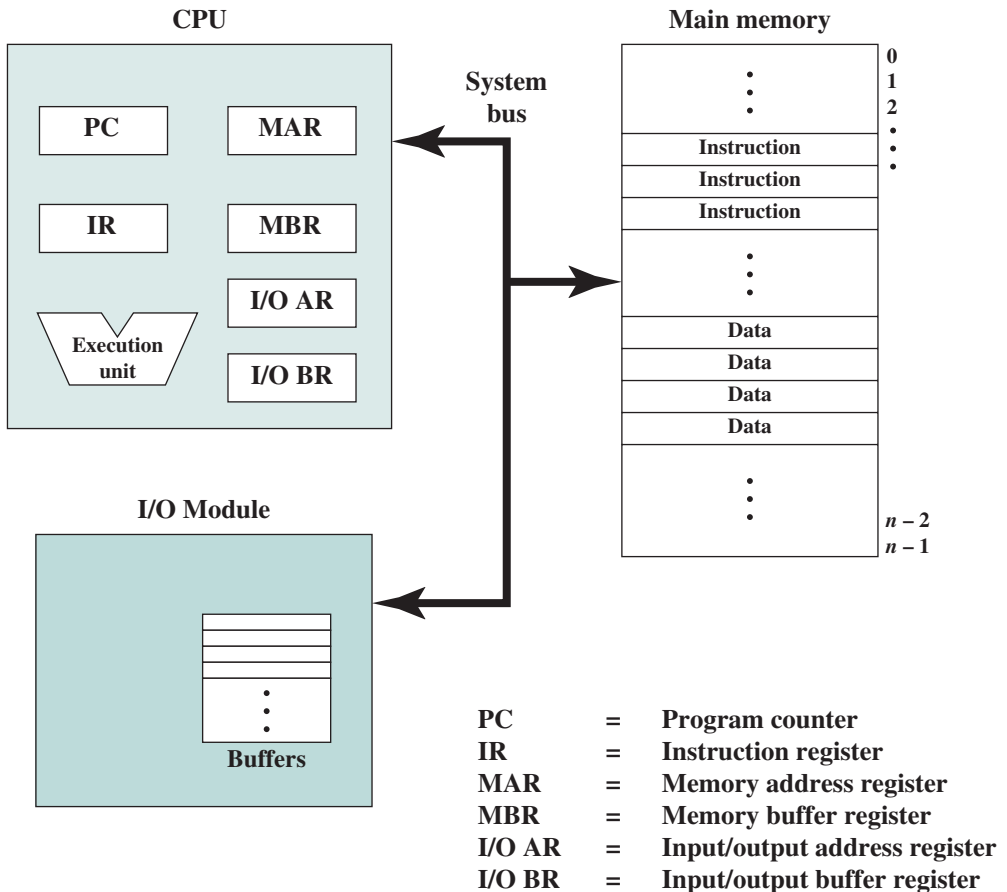 CPU
PC
MAR
IR
MBR
I/O AR
I/O BR
Execution
unit
System
bus
Main memory
0
1
2
Instruction
Instruction
Instruction
Data
Data
Data
Data
n – 2
n – 1
I/O Module
Buffers
PC = Program counter
IR = Instruction register
MAR = Memory address register
MBR = Memory buffer register
I/O AR = Input/output address register
I/O BR = Input/output buffer register